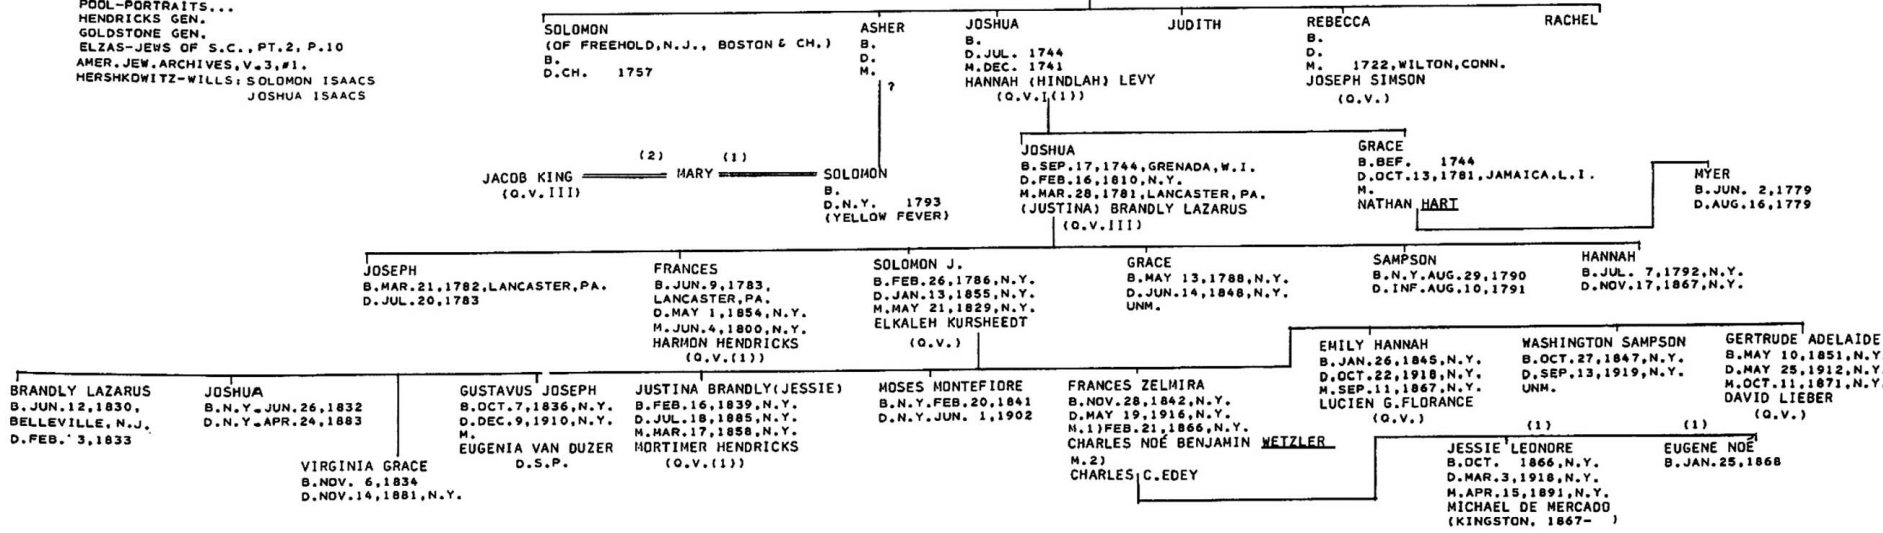 POOL-PORTRAITS...
HENDRICKS GEN.
GOLDSTONE GEN.
ELZAS-JEWS OF S.C., PT.2, P.10
AMER.JEW.ARCHIVES,V.3,#1.
HERSHKOWITZ-WILLS: SOLOMON ISAACS
JOSHUA ISAACS
SOLOMON
(OF FREEHOLD,N.J., BOSTON & CH.)
B.
D.CH. 1757
ASHER
B.
D.
M.
?
JOSHUA
B.
D.JUL. 1744
M.DEC. 1741
HANNAH (HINDLAH) LEVY
(Q.V.I(1))
JUDITH
REBECCA
B.
D.
M. 1722,WILTON,CONN.
JOSEPH SIMSON
(Q.V.)
RACHEL
JACOB KING
(Q.V.III)
(2)
MARY
(1)
SOLOMON
B.
D.N.Y. 1793
(YELLOW FEVER)
JOSHUA
B.SEP.17,1744,GRENADA,W.I.
D.FEB.16,1810,N.Y.
M.MAR.28,1781,LANCASTER,PA.
(JUSTINA) BRANDLY LAZARUS
(Q.V.III)
GRACE
B.BEF. 1744
D.OCT.13,1781,JAMAICA.L.I.
M.
NATHAN HART
MYER
B.JUN. 2,1779
D.AUG.16,1779
JOSEPH
B.MAR.21,1782,LANCASTER,PA.
D.JUL.20,1783
FRANCES
B.JUN.9,1783,
LANCASTER,PA.
D.MAY 1,1854,N.Y.
M.JUN.4,1800,N.Y.
HARMON HENDRICKS
(Q.V.(1))
SOLOMON J.
B.FEB.26,1786,N.Y.
D.JAN.13,1855,N.Y.
M.MAY 21,1829,N.Y.
ELKALEH KURSHEEDT
(Q.V.)
GRACE
B.MAY 13,1788,N.Y.
D.JUN.14,1848,N.Y.
UNM.
SAMPSON
B.N.Y.AUG.29,1790
D.INF.AUG.10,1791
HANNAH
B.JUL. 7,1792,N.Y.
D.NOV.17,1867,N.Y.
BRANDLY LAZARUS
B.JUN.12,1830,
BELLEVILLE,N.J.
D.FEB. 3,1833
JOSHUA
B.N.Y.JUN.26,1832
D.N.Y.APR.24,1883
VIRGINIA GRACE
B.NOV. 6,1834
D.NOV.14,1881,N.Y.
GUSTAVUS JOSEPH
B.OCT.7,1836,N.Y.
D.DEC.9,1910,N.Y.
M.
EUGENIA VAN DUZER
D.S.P.
JUSTINA BRANDLY(JESSIE)
B.FEB.16,1839,N.Y.
D.JUL.18,1885,N.Y.
M.MAR.17,1858,N.Y.
MORTIMER HENDRICKS
(Q.V.(1))
MOSES MONTEFIORE
B.N.Y.FEB.20,1841
D.N.Y.JUN. 1,1902
FRANCES ZELMIRA
B.NOV.28,1842,N.Y.
D.MAY 19,1916,N.Y.
M.1)FEB.21,1866,N.Y.
CHARLES NOÉ BENJAMIN WETZLER
M.2)
CHARLES C.EDEY
EMILY HANNAH
B.JAN.26,1845,N.Y.
D.OCT.22,1918,N.Y.
M.SEP.11,1867,N.Y.
LUCIEN G.FLORANCE
(Q.V.)
WASHINGTON SAMPSON
B.OCT.27,1847,N.Y.
D.SEP.13,1919,N.Y.
UNM.
GERTRUDE ADELAIDE
B.MAY 10,1851,N.Y.
D.MAY 25,1912,N.Y.
M.OCT.11,1871,N.Y.
DAVID LIEBER
(Q.V.)
(1)
JESSIE LEONORE
B.OCT. 1866,N.Y.
D.MAR.3,1918,N.Y.
M.APR.15,1891,N.Y.
MICHAEL DE MERCADO
(KINGSTON, 1867- )
(1)
EUGENE NOÉ
B.JAN.25,1868